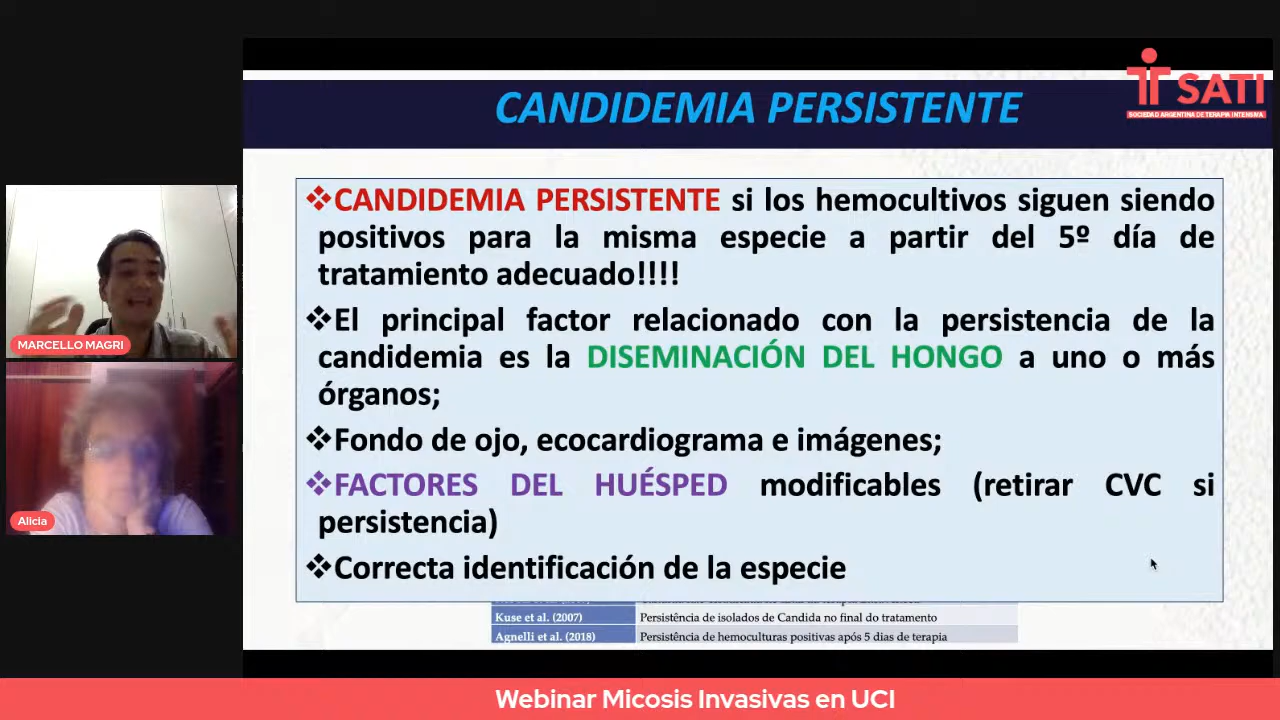 CANDIDEMIA PERSISTENTE
SATI
SOCIEDAD ARGENTINA DE TERAPIA INTENSIVA
❖CANDIDEMIA PERSISTENTE si los hemocultivos siguen siendo
positivos para la misma especie a partir del 5º día de
tratamiento adecuado!!!!
❖El principal factor relacionado con la persistencia de la
candidemia es la DISEMINACIÓN DEL HONGO a uno o más
órganos;
❖Fondo de ojo, ecocardiograma e imágenes;
❖FACTORES DEL HUÉSPED modificables (retirar CVC si
persistencia)
❖Correcta identificación de la especie
Kuse et al. (2007) Persistência de isolados de Candida no final do tratamento
Agnelli et al. (2018) Persistência de hemoculturas positivas após 5 dias de terapia
MARCELLO MAGRI
Alicia
Webinar Micosis Invasivas en UCI